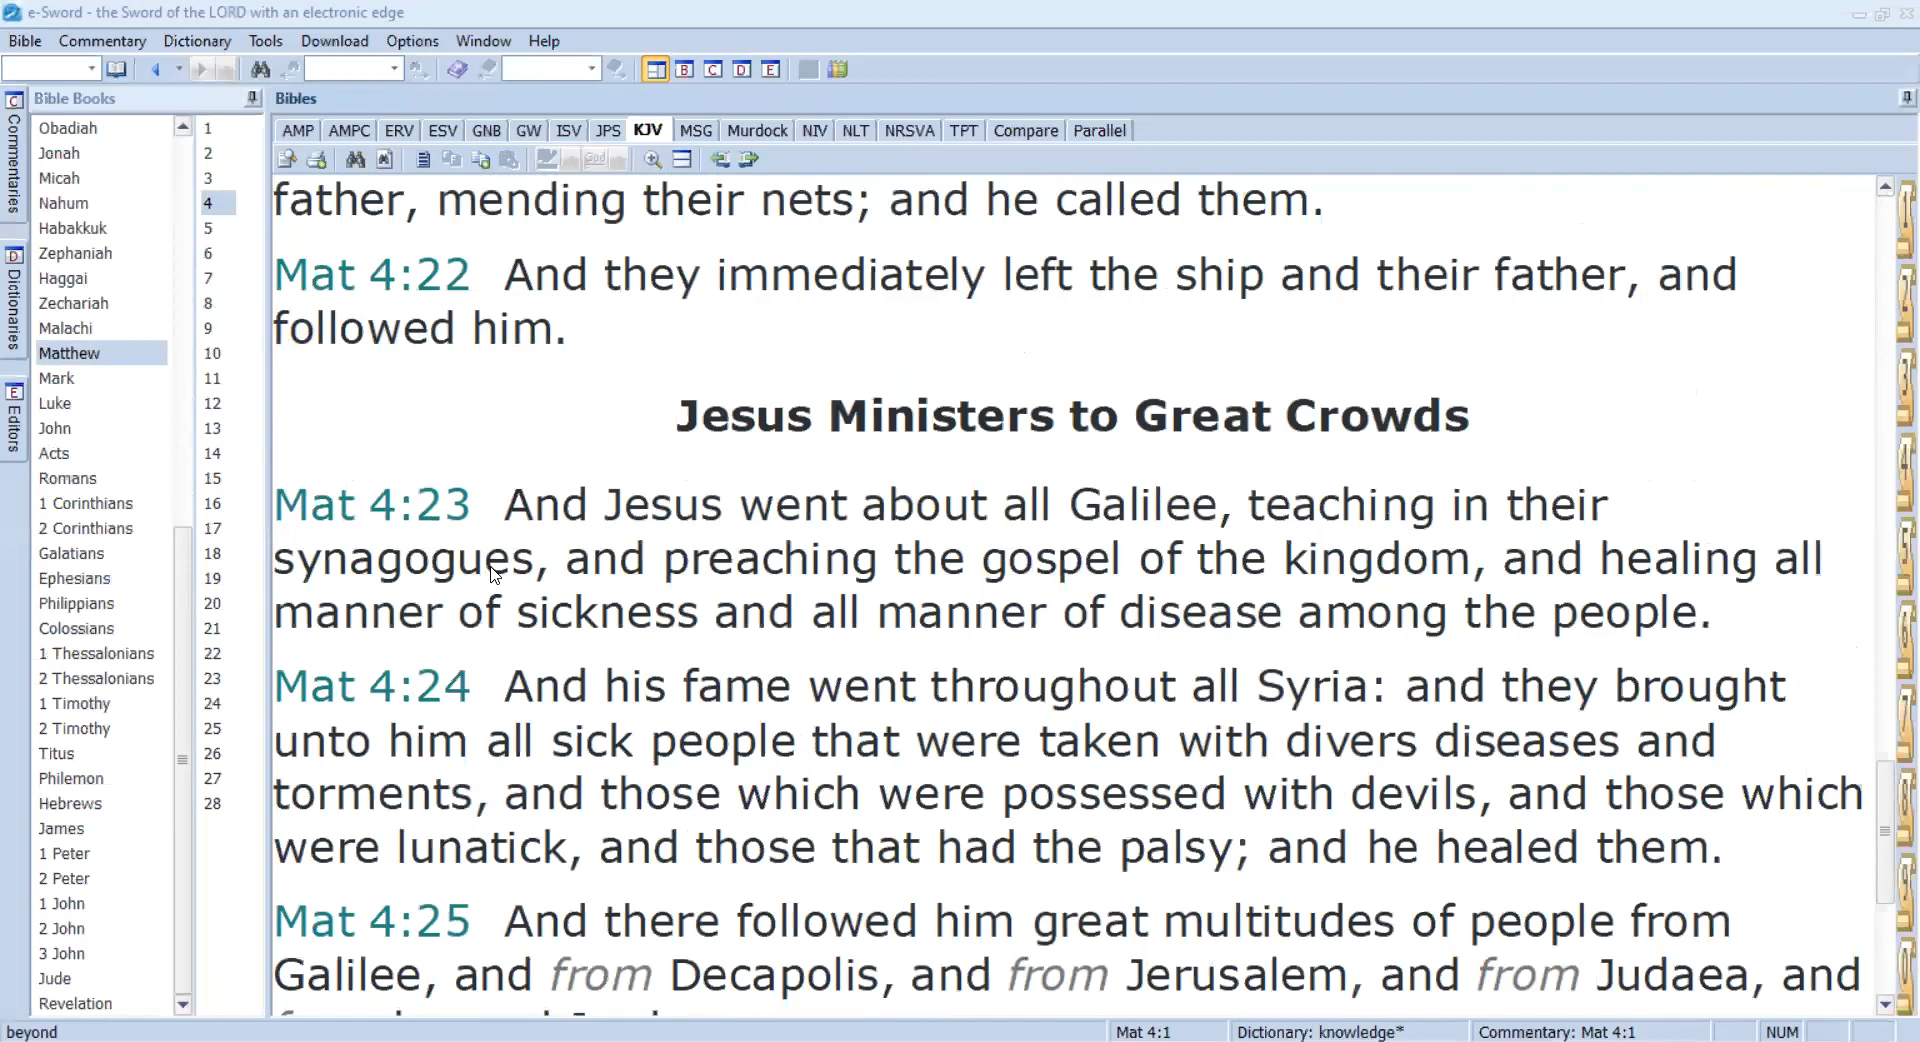 e-Sword - the Sword of the LORD with an electronic edge
Bible Commentary Dictionary Tools Download Options Window Help
B C D E
C Commentaries
D Dictionaries
E Editors
Bible Books
Obadiah
Jonah
Micah
Nahum
Habakkuk
Zephaniah
Haggai
Zechariah
Malachi
Matthew
Mark
Luke
John
Acts
Romans
1 Corinthians
2 Corinthians
Galatians
Ephesians
Philippians
Colossians
1 Thessalonians
2 Thessalonians
1 Timothy
2 Timothy
Titus
Philemon
Hebrews
James
1 Peter
2 Peter
1 John
2 John
3 John
Jude
Revelation
1
2
3
4
5
6
7
8
9
10
11
12
13
14
15
16
17
18
19
20
21
22
23
24
25
26
27
28
Bibles
AMP AMPC ERV ESV GNB GW ISV JPS KJV MSG Murdock NIV NLT NRSVA TPT Compare Parallel
God
father, mending their nets; and he called them.
Mat 4:22 And they immediately left the ship and their father, and
followed him.
Jesus Ministers to Great Crowds
Mat 4:23 And Jesus went about all Galilee, teaching in their
synagogues, and preaching the gospel of the kingdom, and healing all
manner of sickness and all manner of disease among the people.
Mat 4:24 And his fame went throughout all Syria: and they brought
unto him all sick people that were taken with divers diseases and
torments, and those which were possessed with devils, and those which
were lunatick, and those that had the palsy; and he healed them.
Mat 4:25 And there followed him great multitudes of people from
Galilee, and from Decapolis, and from Jerusalem, and from Judaea, and
beyond Mat 4:1 Dictionary: knowledge* Commentary: Mat 4:1 NUM